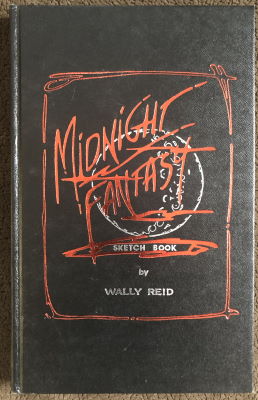 MIDNIGHT
FANTASY
SKETCH BOOK
by
WALLY REID